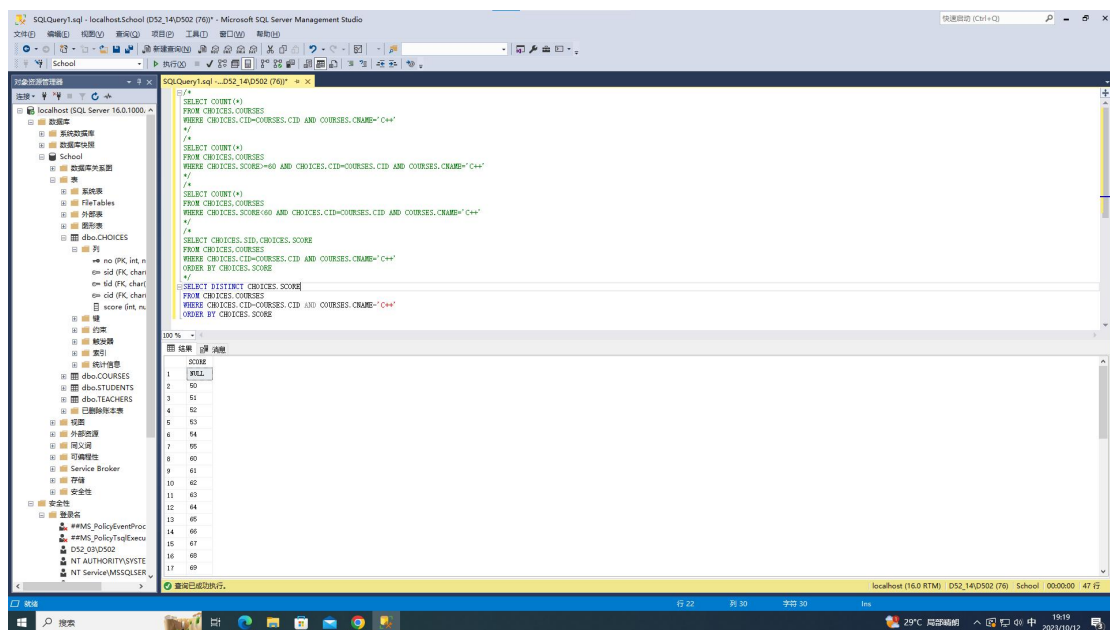 SQLQuery1.sql - localhost.School (D52_14\D502 (76))* - Microsoft SQL Server Management Studio
快速启动 (Ctrl+Q)
文件(F) 编辑(E) 视图(V) 查询(Q) 项目(P) 工具(T) 窗口(W) 帮助(H)
新建查询(N)
School
执行(X)
对象资源管理器
SQLQuery1.sql -...D52_14\D502 (76))*
连接
localhost (SQL Server 16.0.1000.
数据库
系统数据库
数据库快照
School
数据库关系图
表
系统表
FileTables
外部表
图形表
dbo.CHOICES
列
no (PK, int, n
sid (FK, char(
tid (FK, char(
cid (FK, char(
score (int, nu
键
约束
触发器
索引
统计信息
dbo.COURSES
dbo.STUDENTS
dbo.TEACHERS
已删除账本表
视图
外部资源
同义词
可编程性
Service Broker
存储
安全性
安全性
登录名
##MS_PolicyEventProc
##MS_PolicyTsqlExecu
D52_03\D502
NT AUTHORITY\SYSTE
NT Service\MSSQLSER
/*
SELECT COUNT(*)
FROM CHOICES,COURSES
WHERE CHOICES.CID=COURSES.CID AND COURSES.CNAME='C++'
*/
/*
SELECT COUNT(*)
FROM CHOICES,COURSES
WHERE CHOICES.SCORE>=60 AND CHOICES.CID=COURSES.CID AND COURSES.CNAME='C++'
*/
/*
SELECT COUNT(*)
FROM CHOICES,COURSES
WHERE CHOICES.SCORE<60 AND CHOICES.CID=COURSES.CID AND COURSES.CNAME='C++'
*/
/*
SELECT CHOICES.SID,CHOICES.SCORE
FROM CHOICES,COURSES
WHERE CHOICES.CID=COURSES.CID AND COURSES.CNAME='C++'
ORDER BY CHOICES.SCORE
*/
SELECT DISTINCT CHOICES.SCORE
FROM CHOICES,COURSES
WHERE CHOICES.CID=COURSES.CID AND COURSES.CNAME='C++'
ORDER BY CHOICES.SCORE
100 %
结果 消息
SCORE
1 NULL
2 50
3 51
4 52
5 53
6 54
7 55
8 60
9 61
10 62
11 63
12 64
13 65
14 66
15 67
16 68
17 69
查询已成功执行。
localhost (16.0 RTM) D52_14\D502 (76) School 00:00:00 47 行
就绪
行 22 列 30 字符 30 Ins
搜索
29°C 局部晴朗
中
19:19
2023/10/12